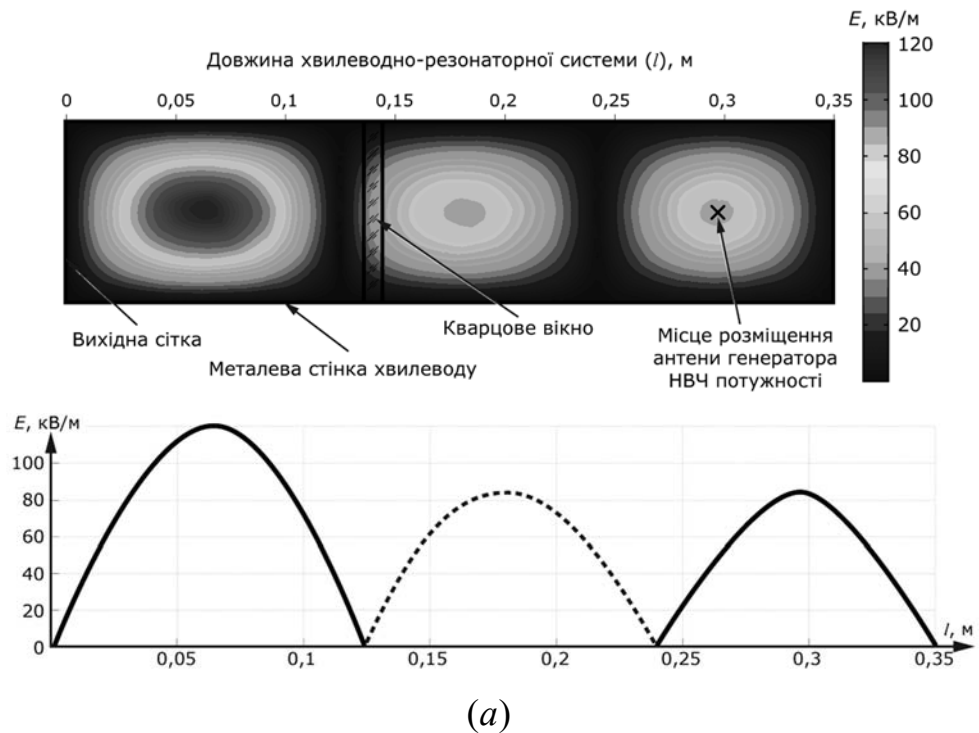 E, кВ/м
Довжина хвилеводно-резонаторної системи (l), м
0 0,05 0,1 0,15 0,2 0,25 0,3 0,35
120
100
80
60
40
20
Вихідна сітка
Металева стінка хвилеводу
Кварцове вікно
Місце розміщення
антени генератора
НВЧ потужності
E, кВ/м
100
80
60
40
20
0
0,05 0,1 0,15 0,2 0,25 0,3 0,35
l, м
(a)